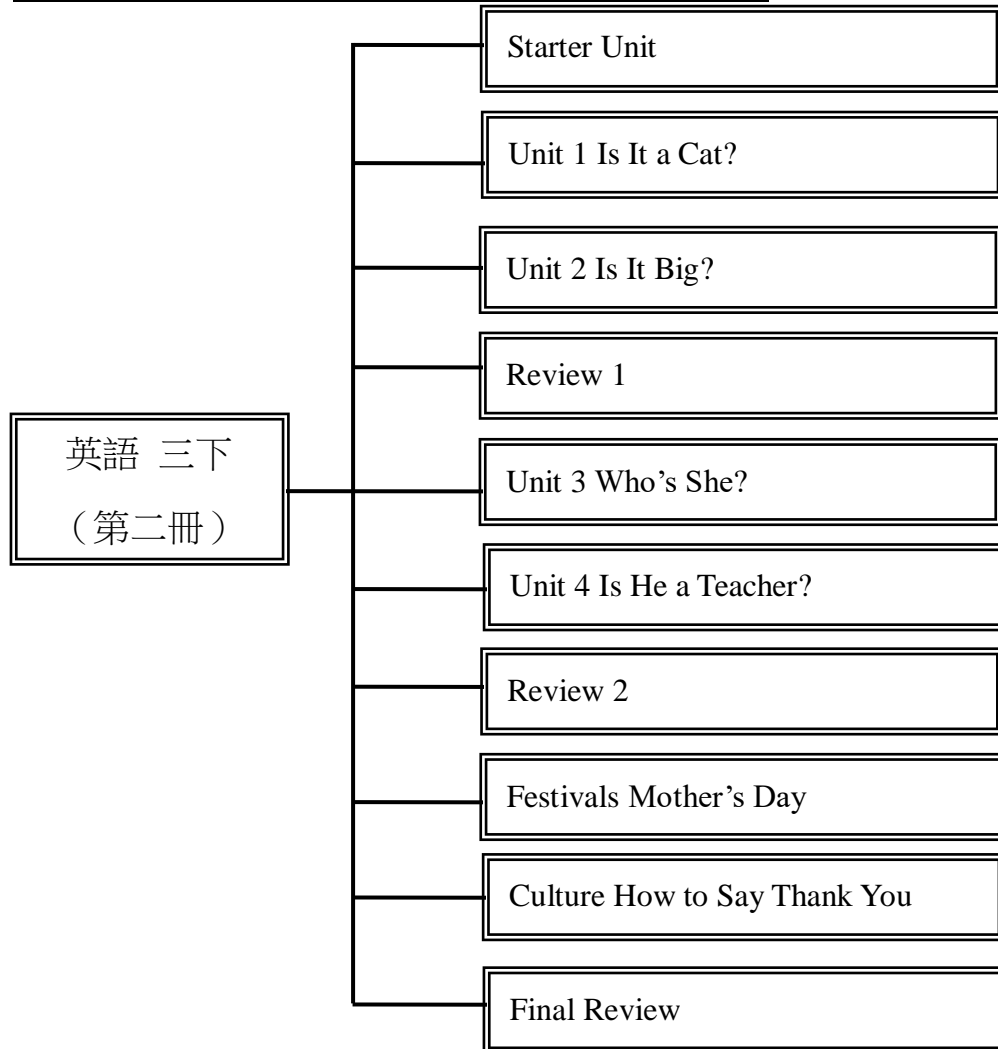 英語 三下
（第二冊）
Starter Unit
Unit 1 Is It a Cat?
Unit 2 Is It Big?
Review 1
Unit 3 Who’s She?
Unit 4 Is He a Teacher?
Review 2
Festivals Mother’s Day
Culture How to Say Thank You
Final Review